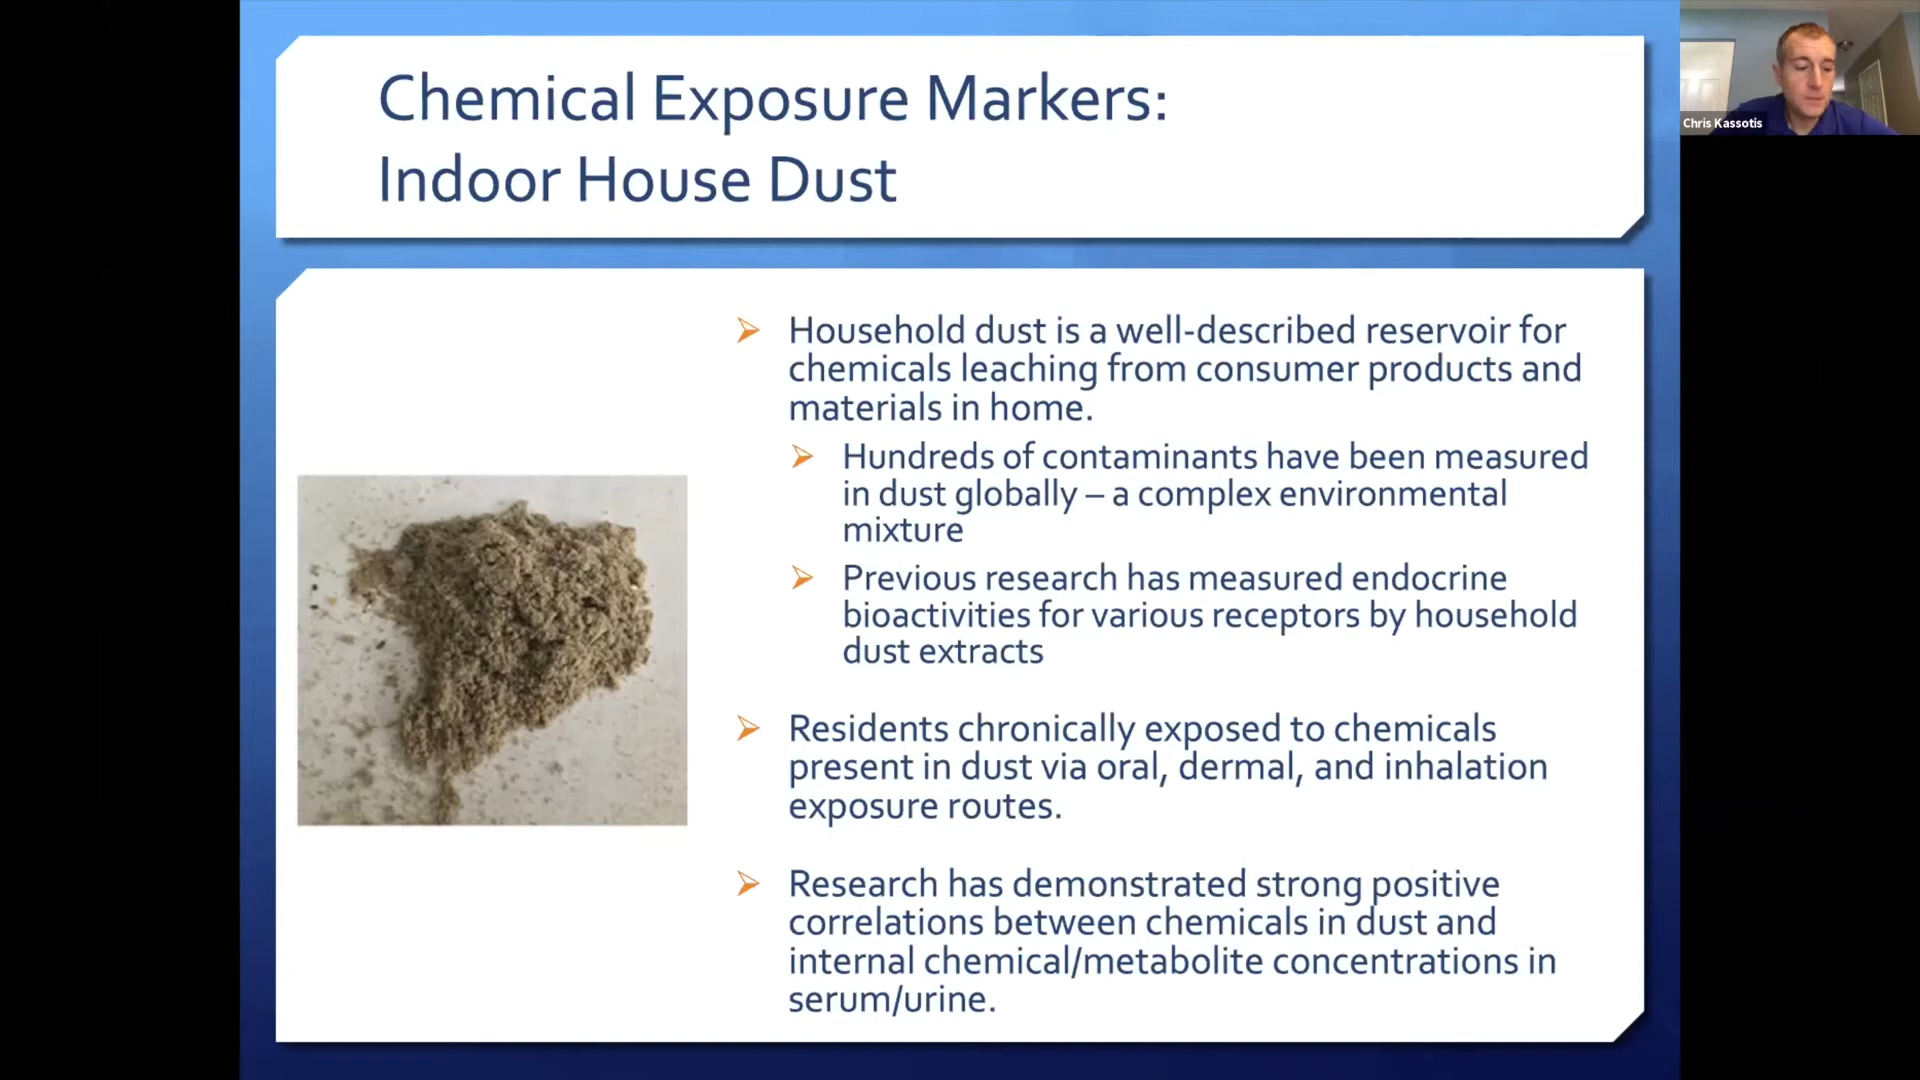 Chemical Exposure Markers:
Indoor House Dust
Chris Kassotis
Household dust is a well-described reservoir for
chemicals leaching from consumer products and
materials in home.
Hundreds of contaminants have been measured
in dust globally – a complex environmental
mixture
Previous research has measured endocrine
bioactivities for various receptors by household
dust extracts
Residents chronically exposed to chemicals
present in dust via oral, dermal, and inhalation
exposure routes.
Research has demonstrated strong positive
correlations between chemicals in dust and
internal chemical/metabolite concentrations in
serum/urine.